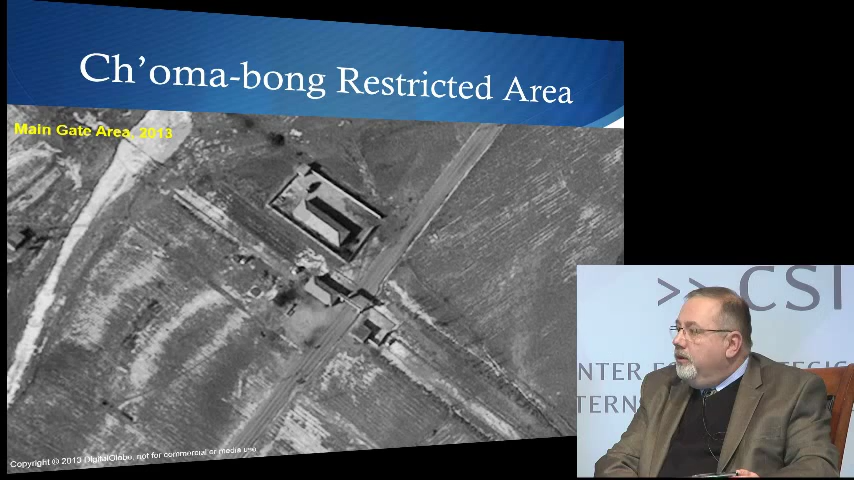 Ch'oma-bong Restricted Area
Main Gate Area, 2013
Copyright © 2013 DigitalGlobe, not for commercial or media use
>> CSI
NTER F TEGIC
TERN